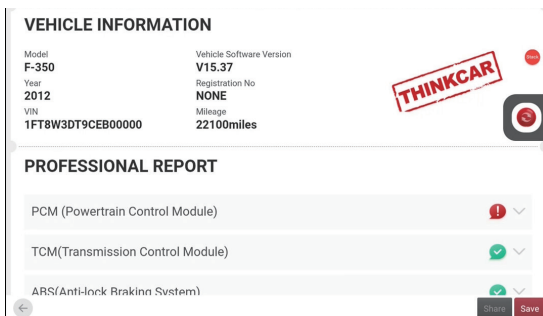 VEHICLE INFORMATION
Model
F-350
Vehicle Software Version
V15.37
Year
2012
Registration No
NONE
VIN
1FT8W3DT9CEB00000
Mileage
22100miles
THINKCAR
PROFESSIONAL REPORT
PCM (Powertrain Control Module)
TCM(Transmission Control Module)
ABS(Anti-lock Braking System)
Share
Save